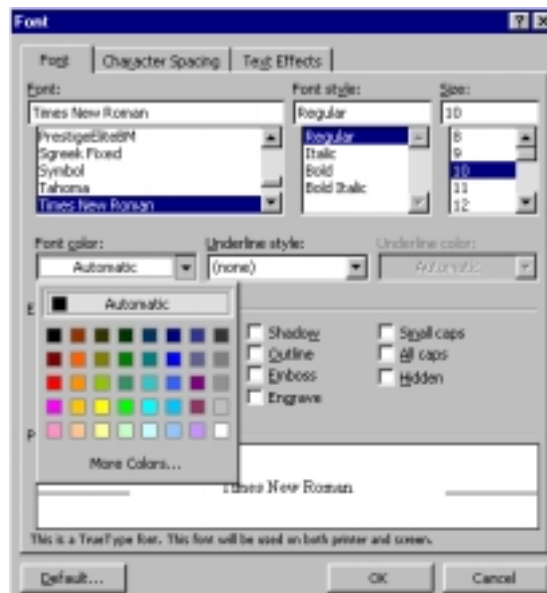 Font
Font Character Spacing Text Effects
Font: Font style: Size:
Times New Roman Regular 10
PrestigeEliteBM Regular 8
Sgreek Fixed Italic 9
Symbol Bold 10
Tahoma Bold Italic 11
Times New Roman 12
Font color: Underline style: Underline color:
Automatic (none) Automatic
Automatic
E
Shadow Small caps
Outline All caps
Emboss Hidden
Engrave
P
More Colors...
Times New Roman
This is a TrueType font. This font will be used on both printer and screen.
Default... OK Cancel